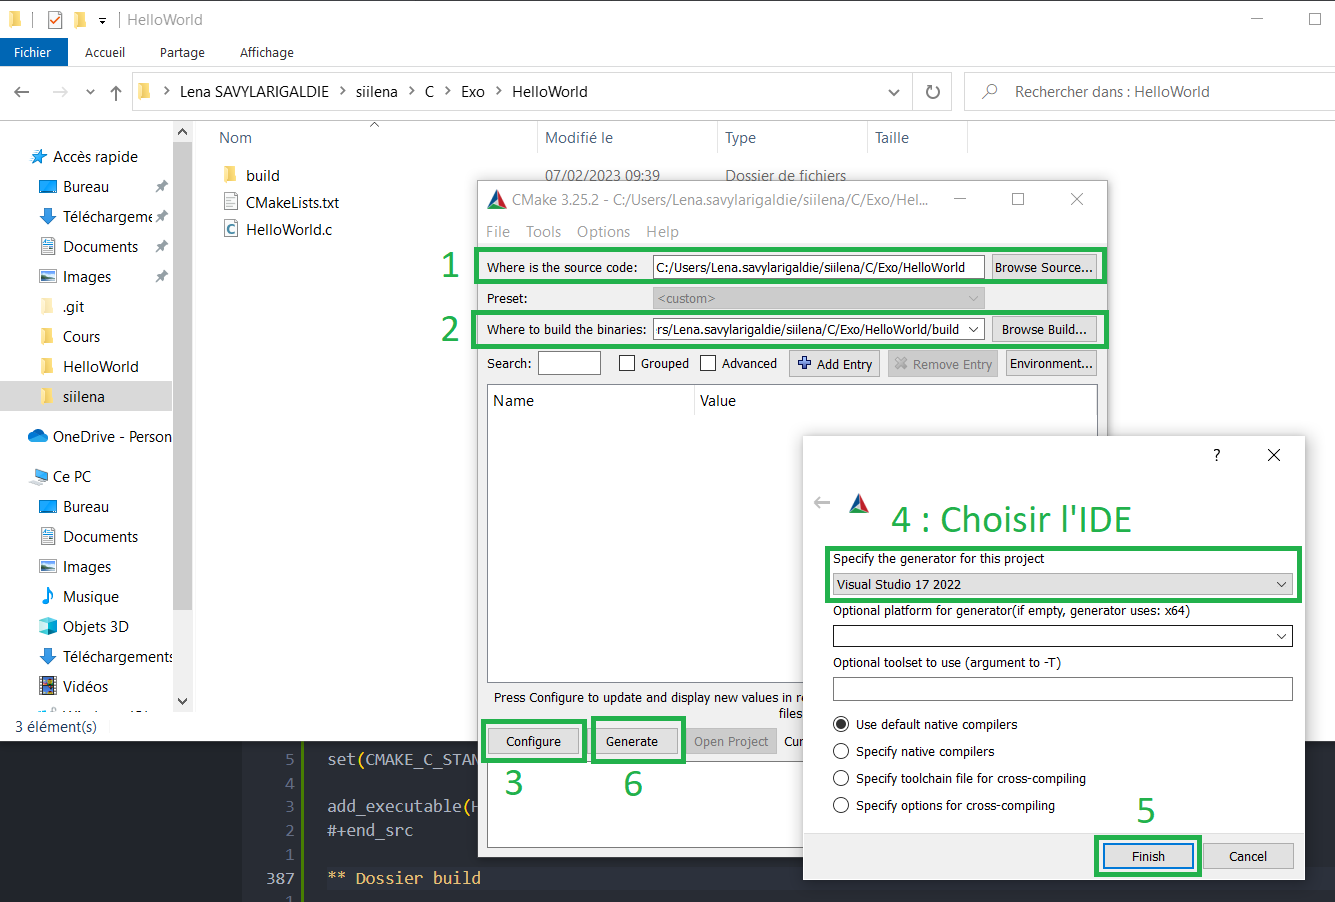 HelloWorld
Fichier Accueil Partage Affichage
Lena SAVYLARIGALDIE > siilena > C > Exo > HelloWorld
Rechercher dans : HelloWorld
Accès rapide
Bureau
Téléchargeme
Documents
Images
.git
Cours
HelloWorld
siilena
OneDrive - Person
Ce PC
Bureau
Documents
Images
Musique
Objets 3D
Téléchargements
Vidéos
3 élément(s)
Nom Modifié le Type Taille
build 07/02/2023 09:39 Dossier de fichiers
CMakeLists.txt
HelloWorld.c
CMake 3.25.2 - C:/Users/Lena.savylarigaldie/siilena/C/Exo/Hel...
File Tools Options Help
1 Where is the source code: C:/Users/Lena.savylarigaldie/siilena/C/Exo/HelloWorld Browse Source...
Preset: <custom>
2 Where to build the binaries: ers/Lena.savylarigaldie/siilena/C/Exo/HelloWorld/build Browse Build...
Search: Grouped Advanced Add Entry Remove Entry Environment...
Name Value
Press Configure to update and display new values in re
files
Configure Generate Open Project Cur
3 6
?
4 : Choisir l'IDE
Specify the generator for this project
Visual Studio 17 2022
Optional platform for generator(if empty, generator uses: x64)
Optional toolset to use (argument to -T)
Use default native compilers
Specify native compilers
Specify toolchain file for cross-compiling
Specify options for cross-compiling
5
Finish Cancel
5 set(CMAKE_C_STAN
4
3 add_executable(H
2 #+end_src
1
387 ** Dossier build
1